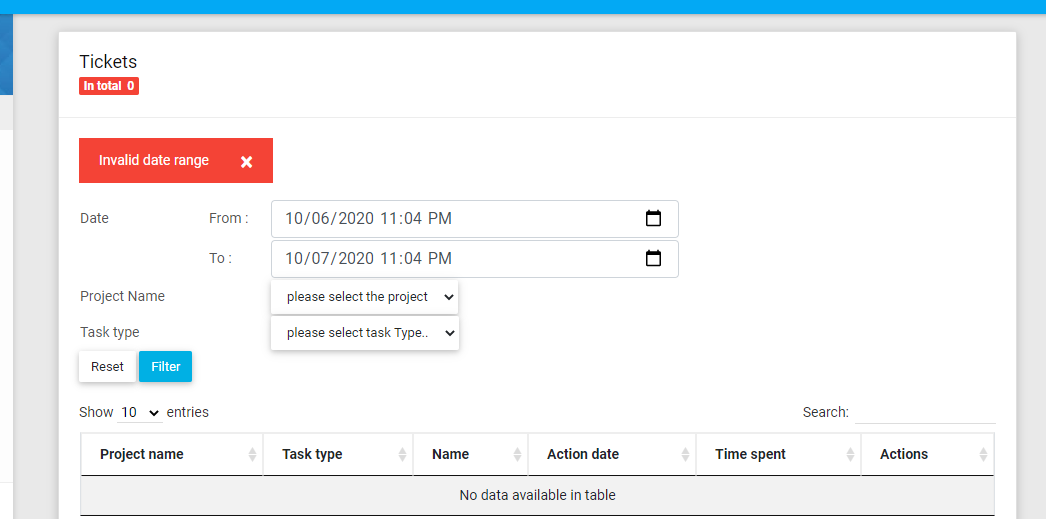 Tickets
In total 0
Invalid date range ×
Date From : 10/06/2020 11:04 PM
To : 10/07/2020 11:04 PM
Project Name please select the project
Task type please select task Type..
Reset Filter
Show 10 entries Search:
Project name Task type Name Action date Time spent Actions
No data available in table